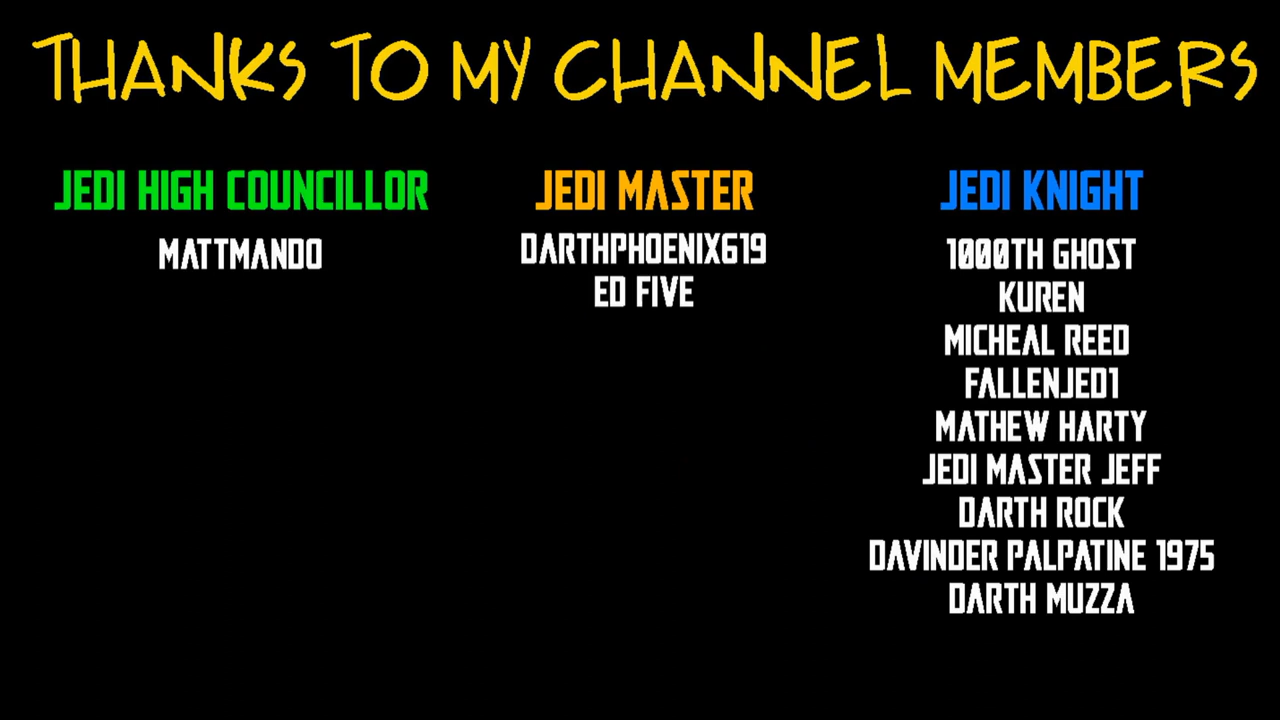 THANKS TO MY CHANNEL MEMBERS
JEDI HIGH COUNCILLOR
MATTMANDO
JEDI MASTER
DARTHPHOENIX619
ED FIVE
JEDI KNIGHT
1000TH GHOST
KUREN
MICHEAL REED
FALLENJED1
MATHEW HARTY
JEDI MASTER JEFF
DARTH ROCK
DAVINDER PALPATINE 1975
DARTH MUZZA